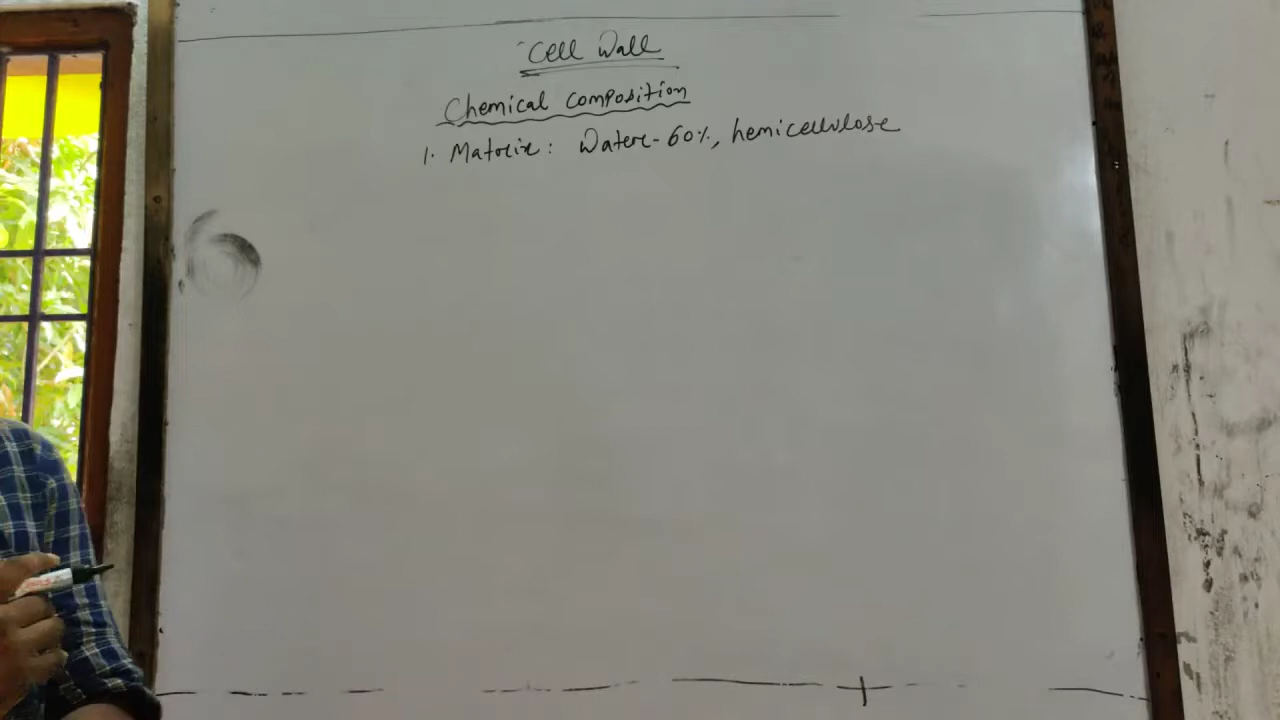 Cell Wall
Chemical composition
1. Matrix: Water-60%, hemicellulose